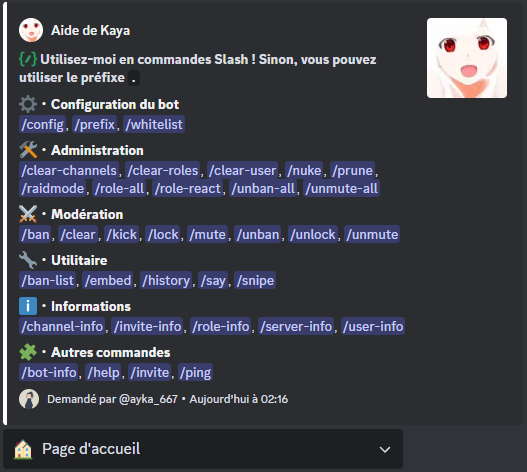 Aide de Kaya
Utilisez-moi en commandes Slash ! Sinon, vous pouvez
utiliser le préfixe .
• Configuration du bot
/config, /prefix, /whitelist
• Administration
/clear-channels, /clear-roles, /clear-user, /nuke, /prune,
/raidmode, /role-all, /role-react, /unban-all, /unmute-all
• Modération
/ban, /clear, /kick, /lock, /mute, /unban, /unlock, /unmute
• Utilitaire
/ban-list, /embed, /history, /say, /snipe
• Informations
/channel-info, /invite-info, /role-info, /server-info, /user-info
• Autres commandes
/bot-info, /help, /invite, /ping
Demandé par @ayka_667 • Aujourd'hui à 02:16
Page d'accueil